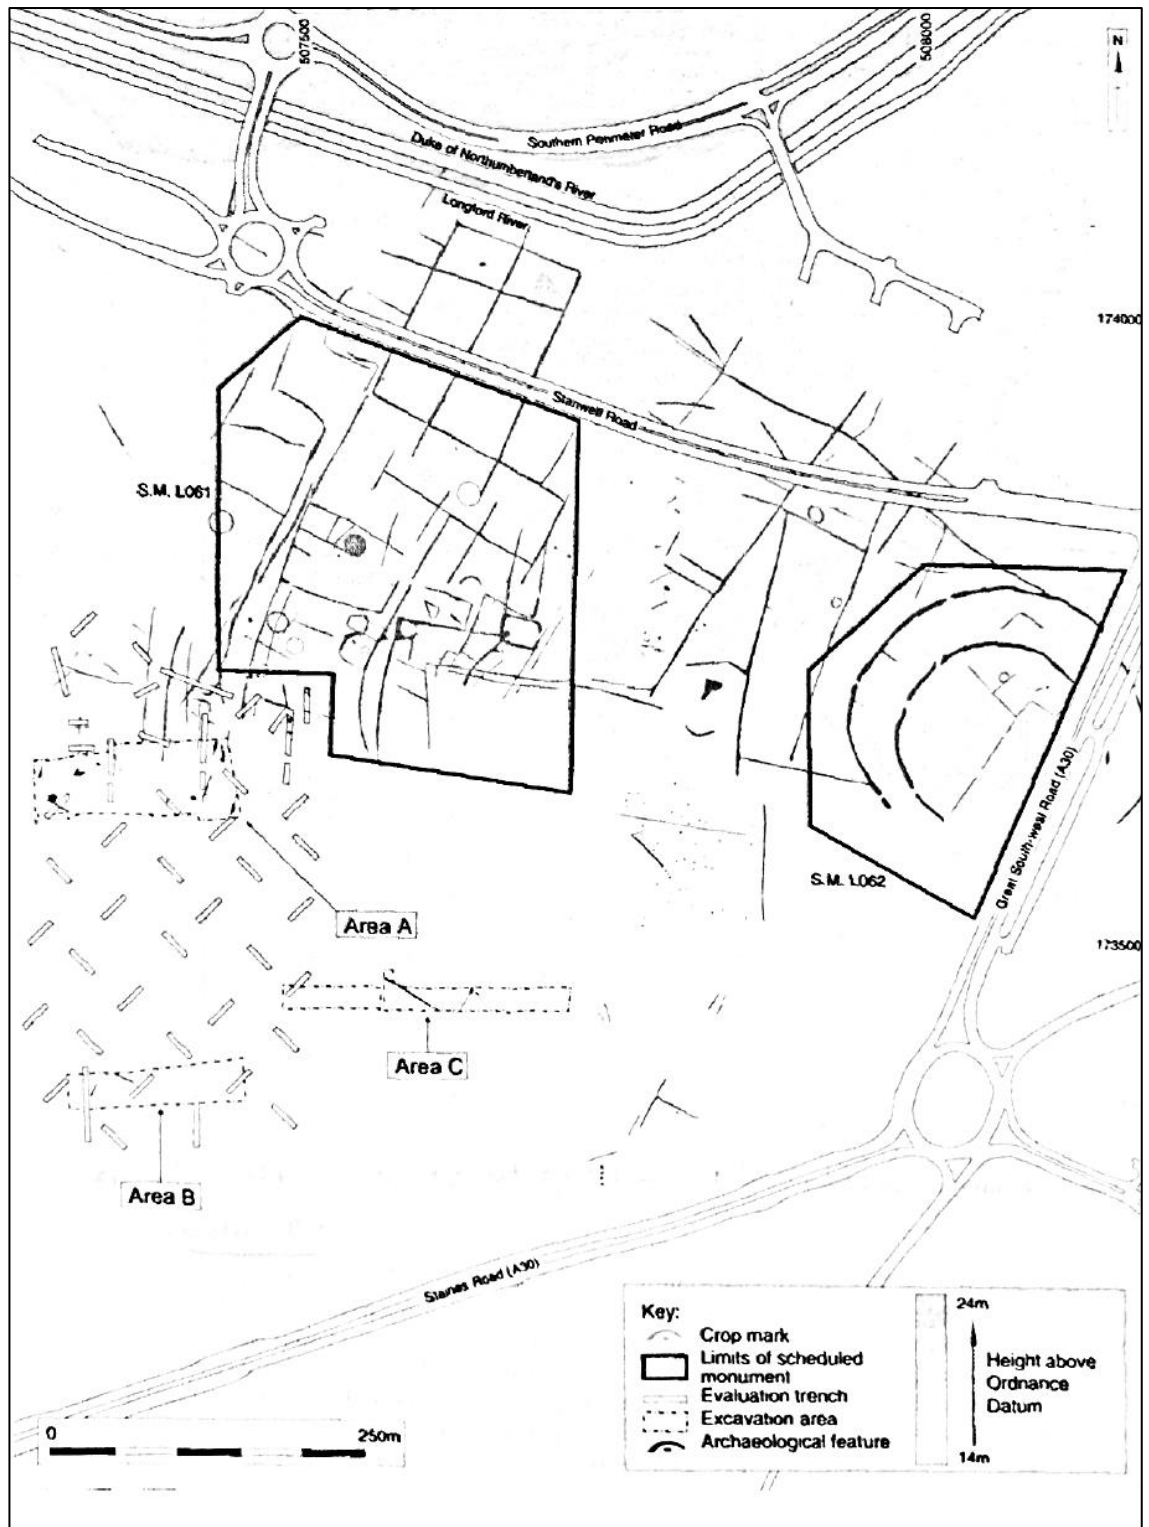 507500
508000
N
Southern Perimeter Road
Duke of Northumberland's River
Longford River
174000
Stanwell Road
S.M. L061
S.M. L062
Great South-west Road (A30)
Area A
173500
Area C
Area B
Staines Road (A30)
Key:
Crop mark
Limits of scheduled
monument
Evaluation trench
Excavation area
Archaeological feature
24m
Height above
Ordnance
Datum
14m
0
250m